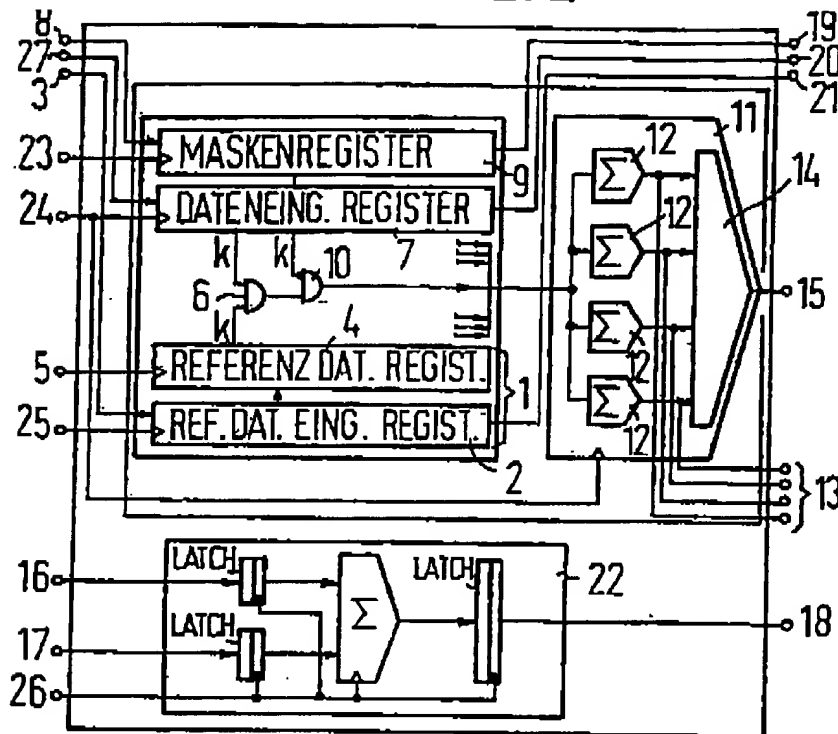 8
27
3
19
20
21
23
24
MASKENREGISTER
9
DATENEING. REGISTER
7
k
k
10
6
k
4
5
REFERENZ DAT. REGIST.
1
25
REF. DAT. EING. REGIST.
2
11
12
Σ
14
12
Σ
15
Σ
12
Σ
12
13
16
LATCH
LATCH
22
Σ
17
LATCH
18
26